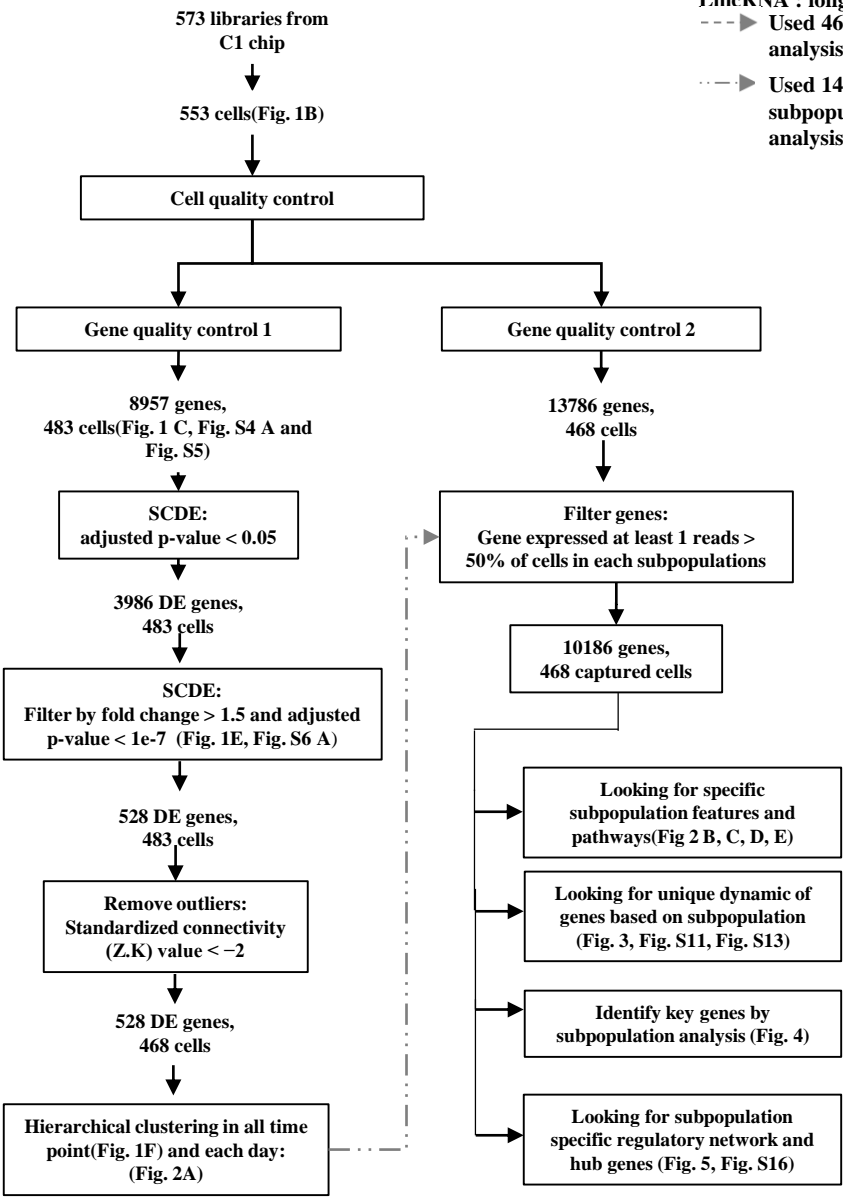 573 libraries from
C1 chip
553 cells(Fig. 1B)
Cell quality control
Gene quality control 1
8957 genes,
483 cells(Fig. 1 C, Fig. S4 A and
Fig. S5)
SCDE:
adjusted p-value < 0.05
3986 DE genes,
483 cells
SCDE:
Filter by fold change > 1.5 and adjusted
p-value < 1e-7 (Fig. 1E, Fig. S6 A)
528 DE genes,
483 cells
Remove outliers:
Standardized connectivity
(Z.K) value < −2
528 DE genes,
468 cells
Hierarchical clustering in all time
point(Fig. 1F) and each day:
(Fig. 2A)
LincRNA : long
Used 46
analysis
Used 14
subpopu
analysis
Gene quality control 2
13786 genes,
468 cells
Filter genes:
Gene expressed at least 1 reads >
50% of cells in each subpopulations
10186 genes,
468 captured cells
Looking for specific
subpopulation features and
pathways(Fig 2 B, C, D, E)
Looking for unique dynamic of
genes based on subpopulation
(Fig. 3, Fig. S11, Fig. S13)
Identify key genes by
subpopulation analysis (Fig. 4)
Looking for subpopulation
specific regulatory network and
hub genes (Fig. 5, Fig. S16)